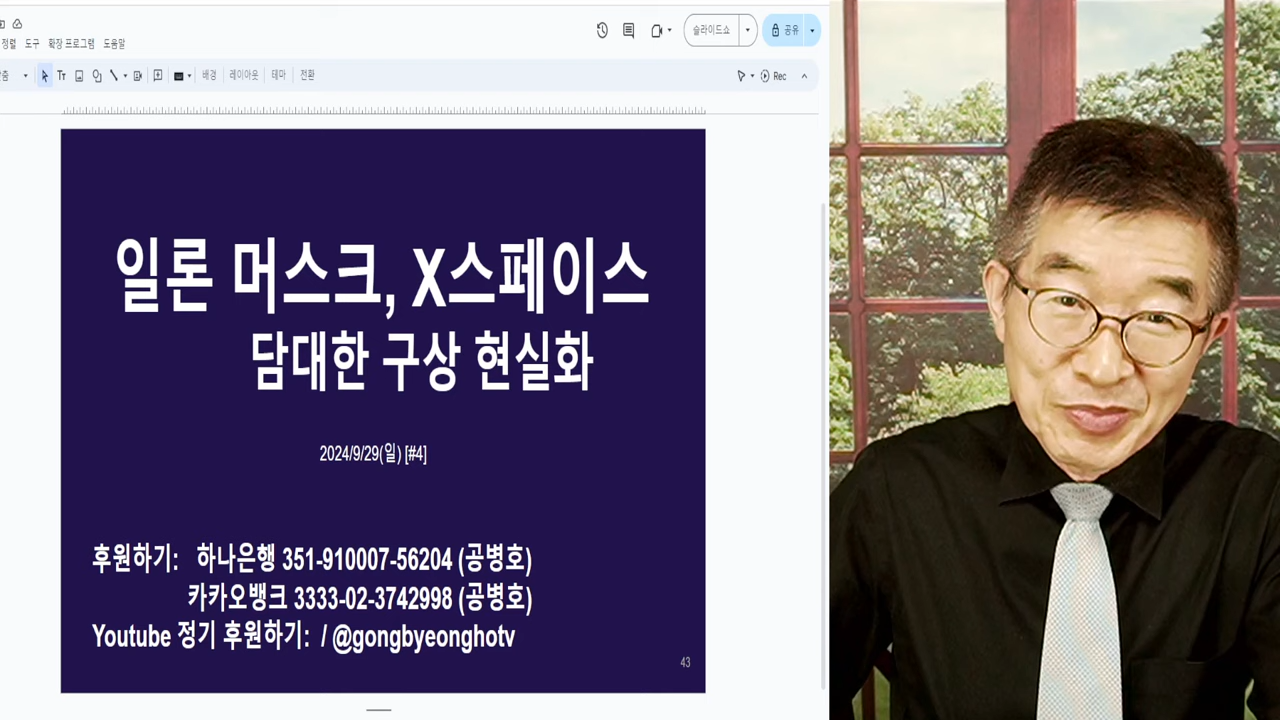 정렬 도구 확장 프로그램 도움말
슬라이드쇼
공유
배경 레이아웃 테마 전환
Rec
일론 머스크, X스페이스
담대한 구상 현실화
2024/9/29(일) [#4]
후원하기: 하나은행 351-910007-56204 (공병호)
카카오뱅크 3333-02-3742998 (공병호)
Youtube 정기 후원하기: / @gongbyeonghotv
43